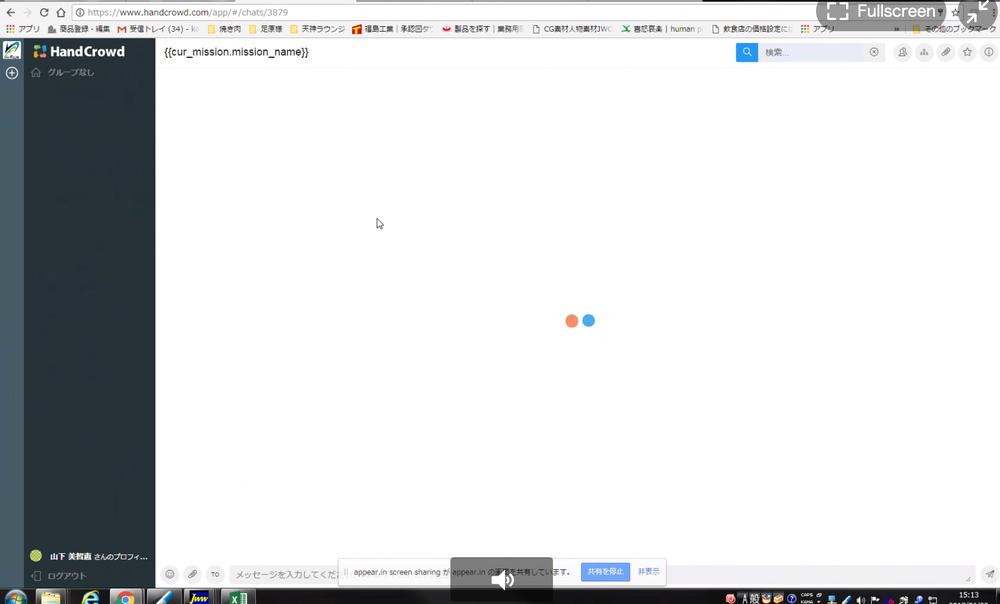 https://www.handcrowd.com/app/#/chats/3879
Fullscreen
アプリ 商品登録・編集 受信トレイ (34) 焼き肉 足原様 天神ラウンジ 福島工業 | 承認図 製品を探す | 業務用 CG素材人物素材 喜怒哀楽 | human 飲食店の価格設定に アプリ その他のブックマーク
HandCrowd
{{cur_mission.mission_name}}
検索...
グループなし
山下 美智恵 さんのプロフィ...
ログアウト
TO
メッセージを入力してくだ
appear.in screen sharing が appear.in の画面を共有しています。
共有を停止
非表示
Jww
CAPS
KANA
15:13